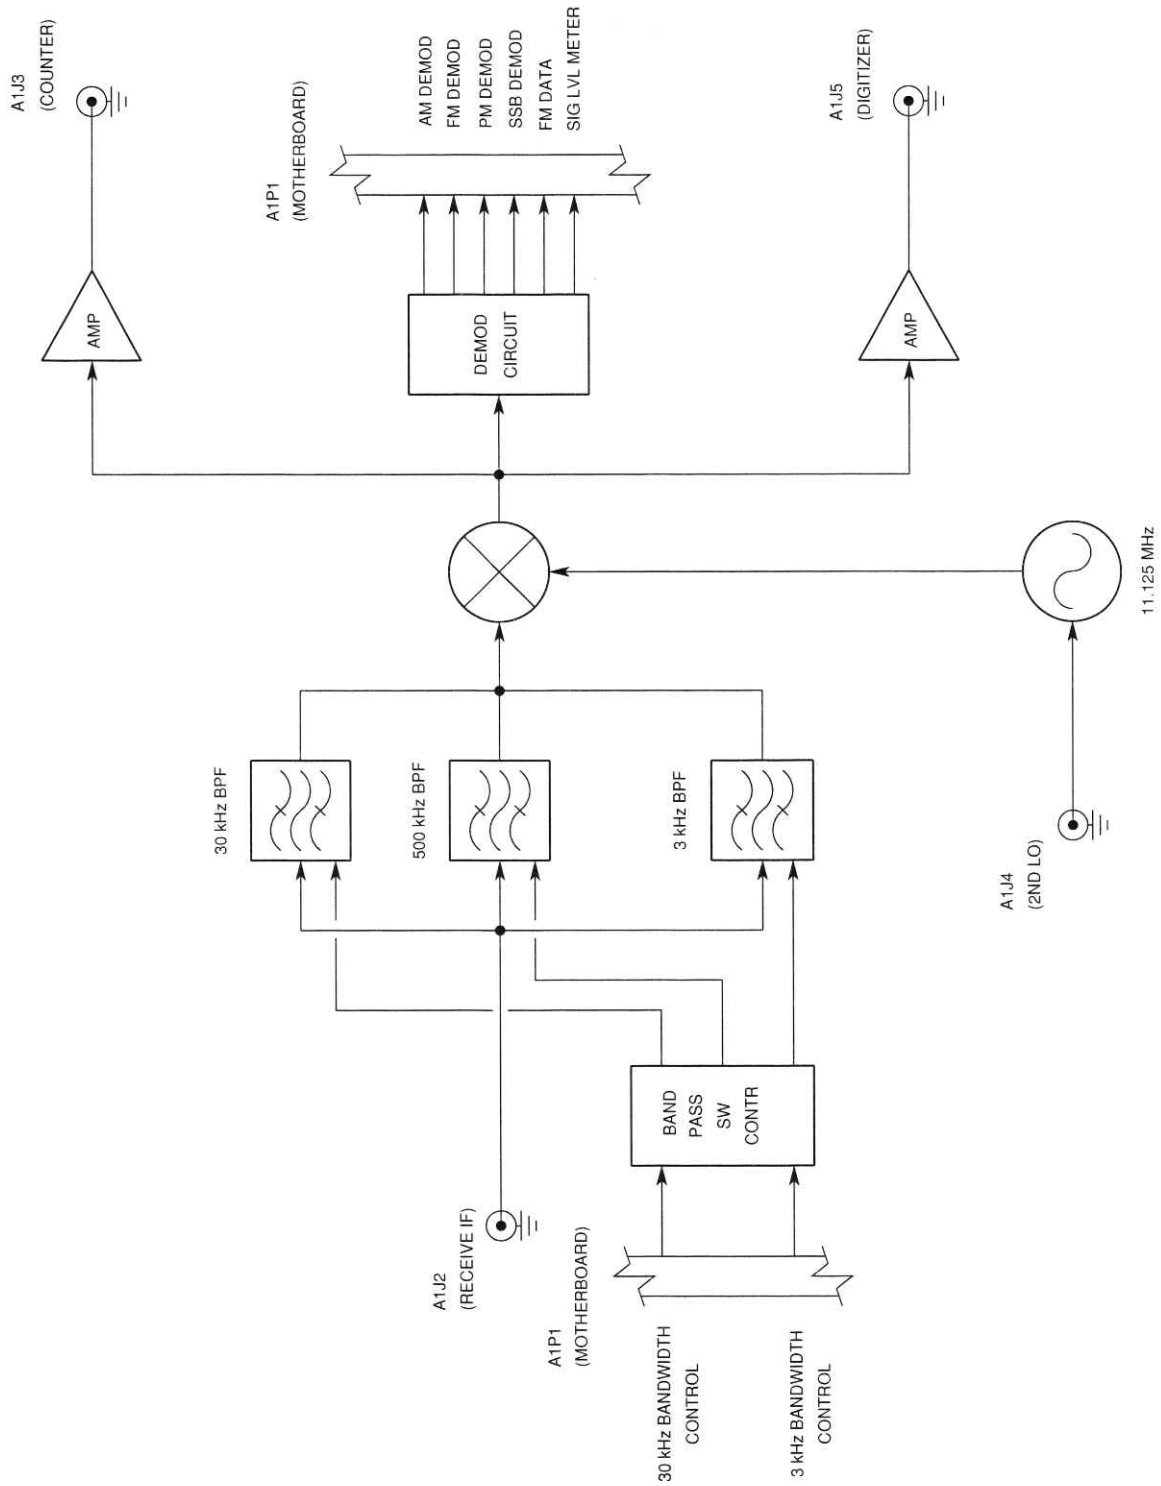 A1J2
(RECEIVE IF)
A1P1
(MOTHERBOARD)
30 kHz BANDWIDTH
CONTROL
3 kHz BANDWIDTH
CONTROL
BAND
PASS
SW
CONTR
30 kHz BPF
500 kHz BPF
3 kHz BPF
A1J4
(2ND LO)
11.125 MHz
A1J3
(COUNTER)
AMP
DEMOD
CIRCUIT
A1P1
(MOTHERBOARD)
AM DEMOD
FM DEMOD
PM DEMOD
SSB DEMOD
FM DATA
SIG LVL METER
AMP
A1J5
(DIGITIZER)